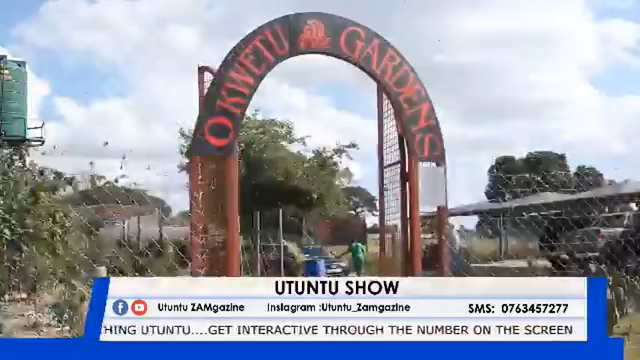 O'KWETU GARDENS
UTUNTU SHOW
Utuntu ZAMgazine Instagram :Utuntu_Zamgazine SMS: 0763457277
HING UTUNTU....GET INTERACTIVE THROUGH THE NUMBER ON THE SCREEN